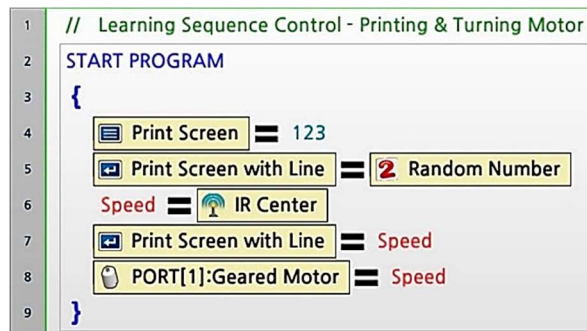 1 // Learning Sequence Control - Printing & Turning Motor
2 START PROGRAM
3 {
4 Print Screen = 123
5 Print Screen with Line = 2 Random Number
6 Speed = IR Center
7 Print Screen with Line = Speed
8 PORT[1]:Geared Motor = Speed
9 }